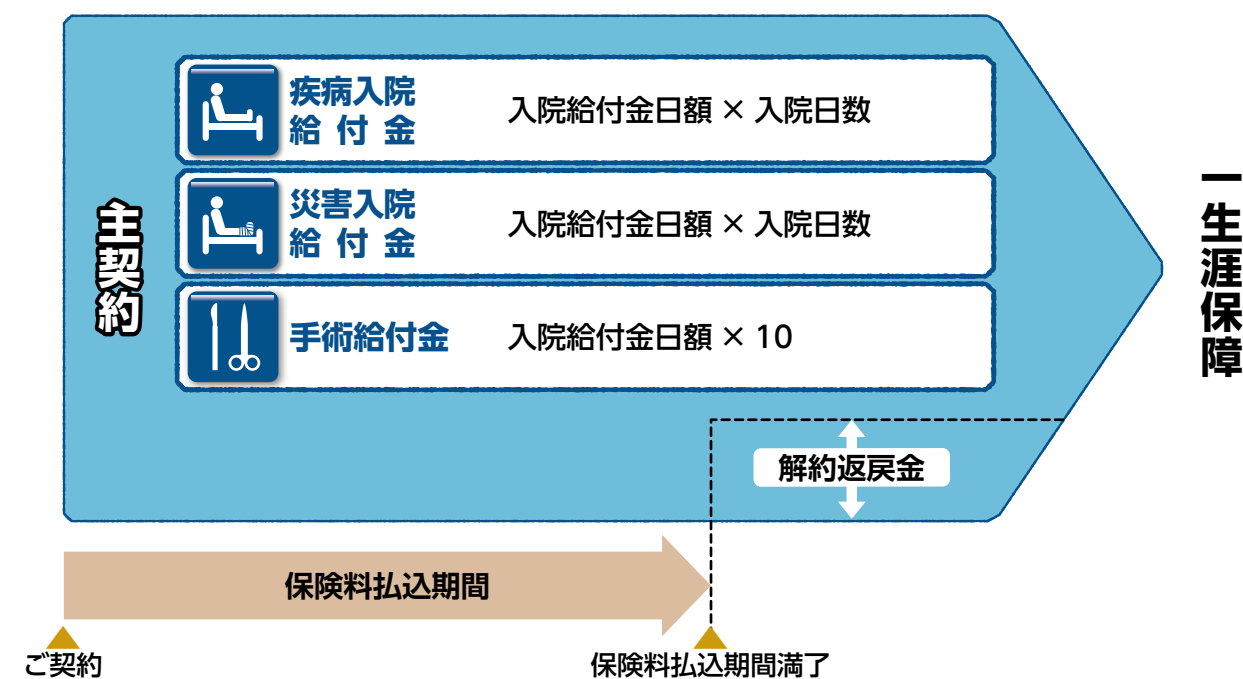 主契約
疾病入院
給付金
入院給付金日額 × 入院日数
災害入院
給付金
入院給付金日額 × 入院日数
手術給付金
入院給付金日額 × 10
解約返戻金
一生涯保障
保険料払込期間
ご契約
保険料払込期間満了